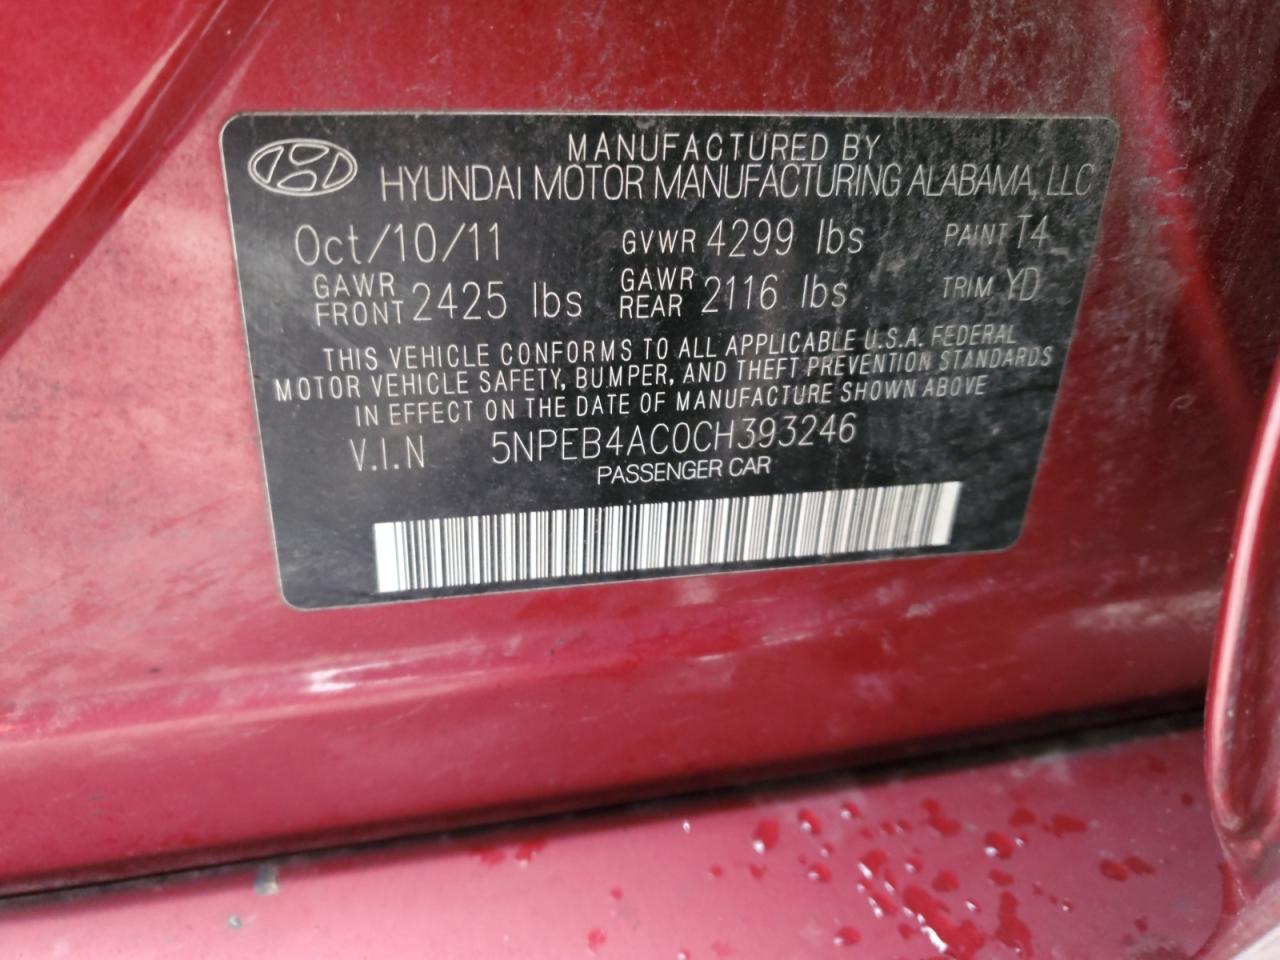 MANUFACTURED BY
HYUNDAI MOTOR MANUFACTURING ALABAMA, LLC
Oct/10/11 GVWR 4299 lbs PAINT T4
GAWR FRONT 2425 lbs GAWR REAR 2116 lbs TRIM YD
THIS VEHICLE CONFORMS TO ALL APPLICABLE U.S.A. FEDERAL
MOTOR VEHICLE SAFETY, BUMPER, AND THEFT PREVENTION STANDARDS
IN EFFECT ON THE DATE OF MANUFACTURE SHOWN ABOVE
V.I.N 5NPEB4AC0CH393246
PASSENGER CAR